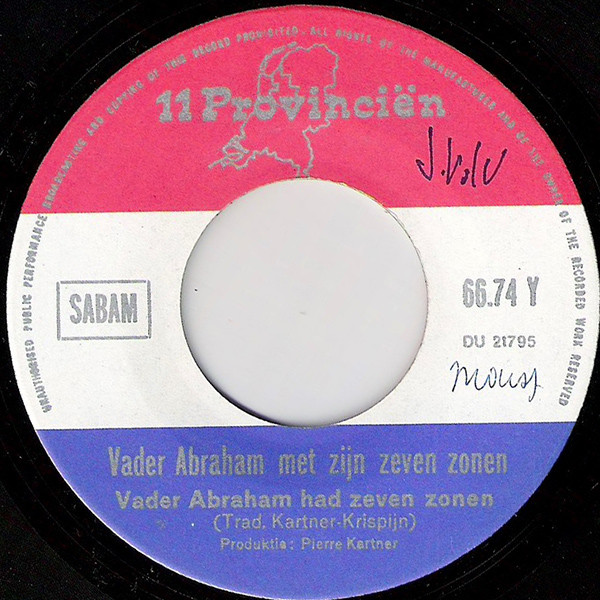 UNAUTHORISED PUBLIC PERFORMANCE BROADCASTING AND COPYING OF THIS RECORD PROHIBITED. ALL RIGHTS OF THE MANUFACTURER AND OF THE OWNER OF THE RECORDED WORK RESERVED
11 Provinciën
SABAM
66.74 Y
DU 21795
Vader Abraham met zijn zeven zonen
Vader Abraham had zeven zonen
(Trad. Kartner-Krispijn)
Produktie: Pierre Kartner